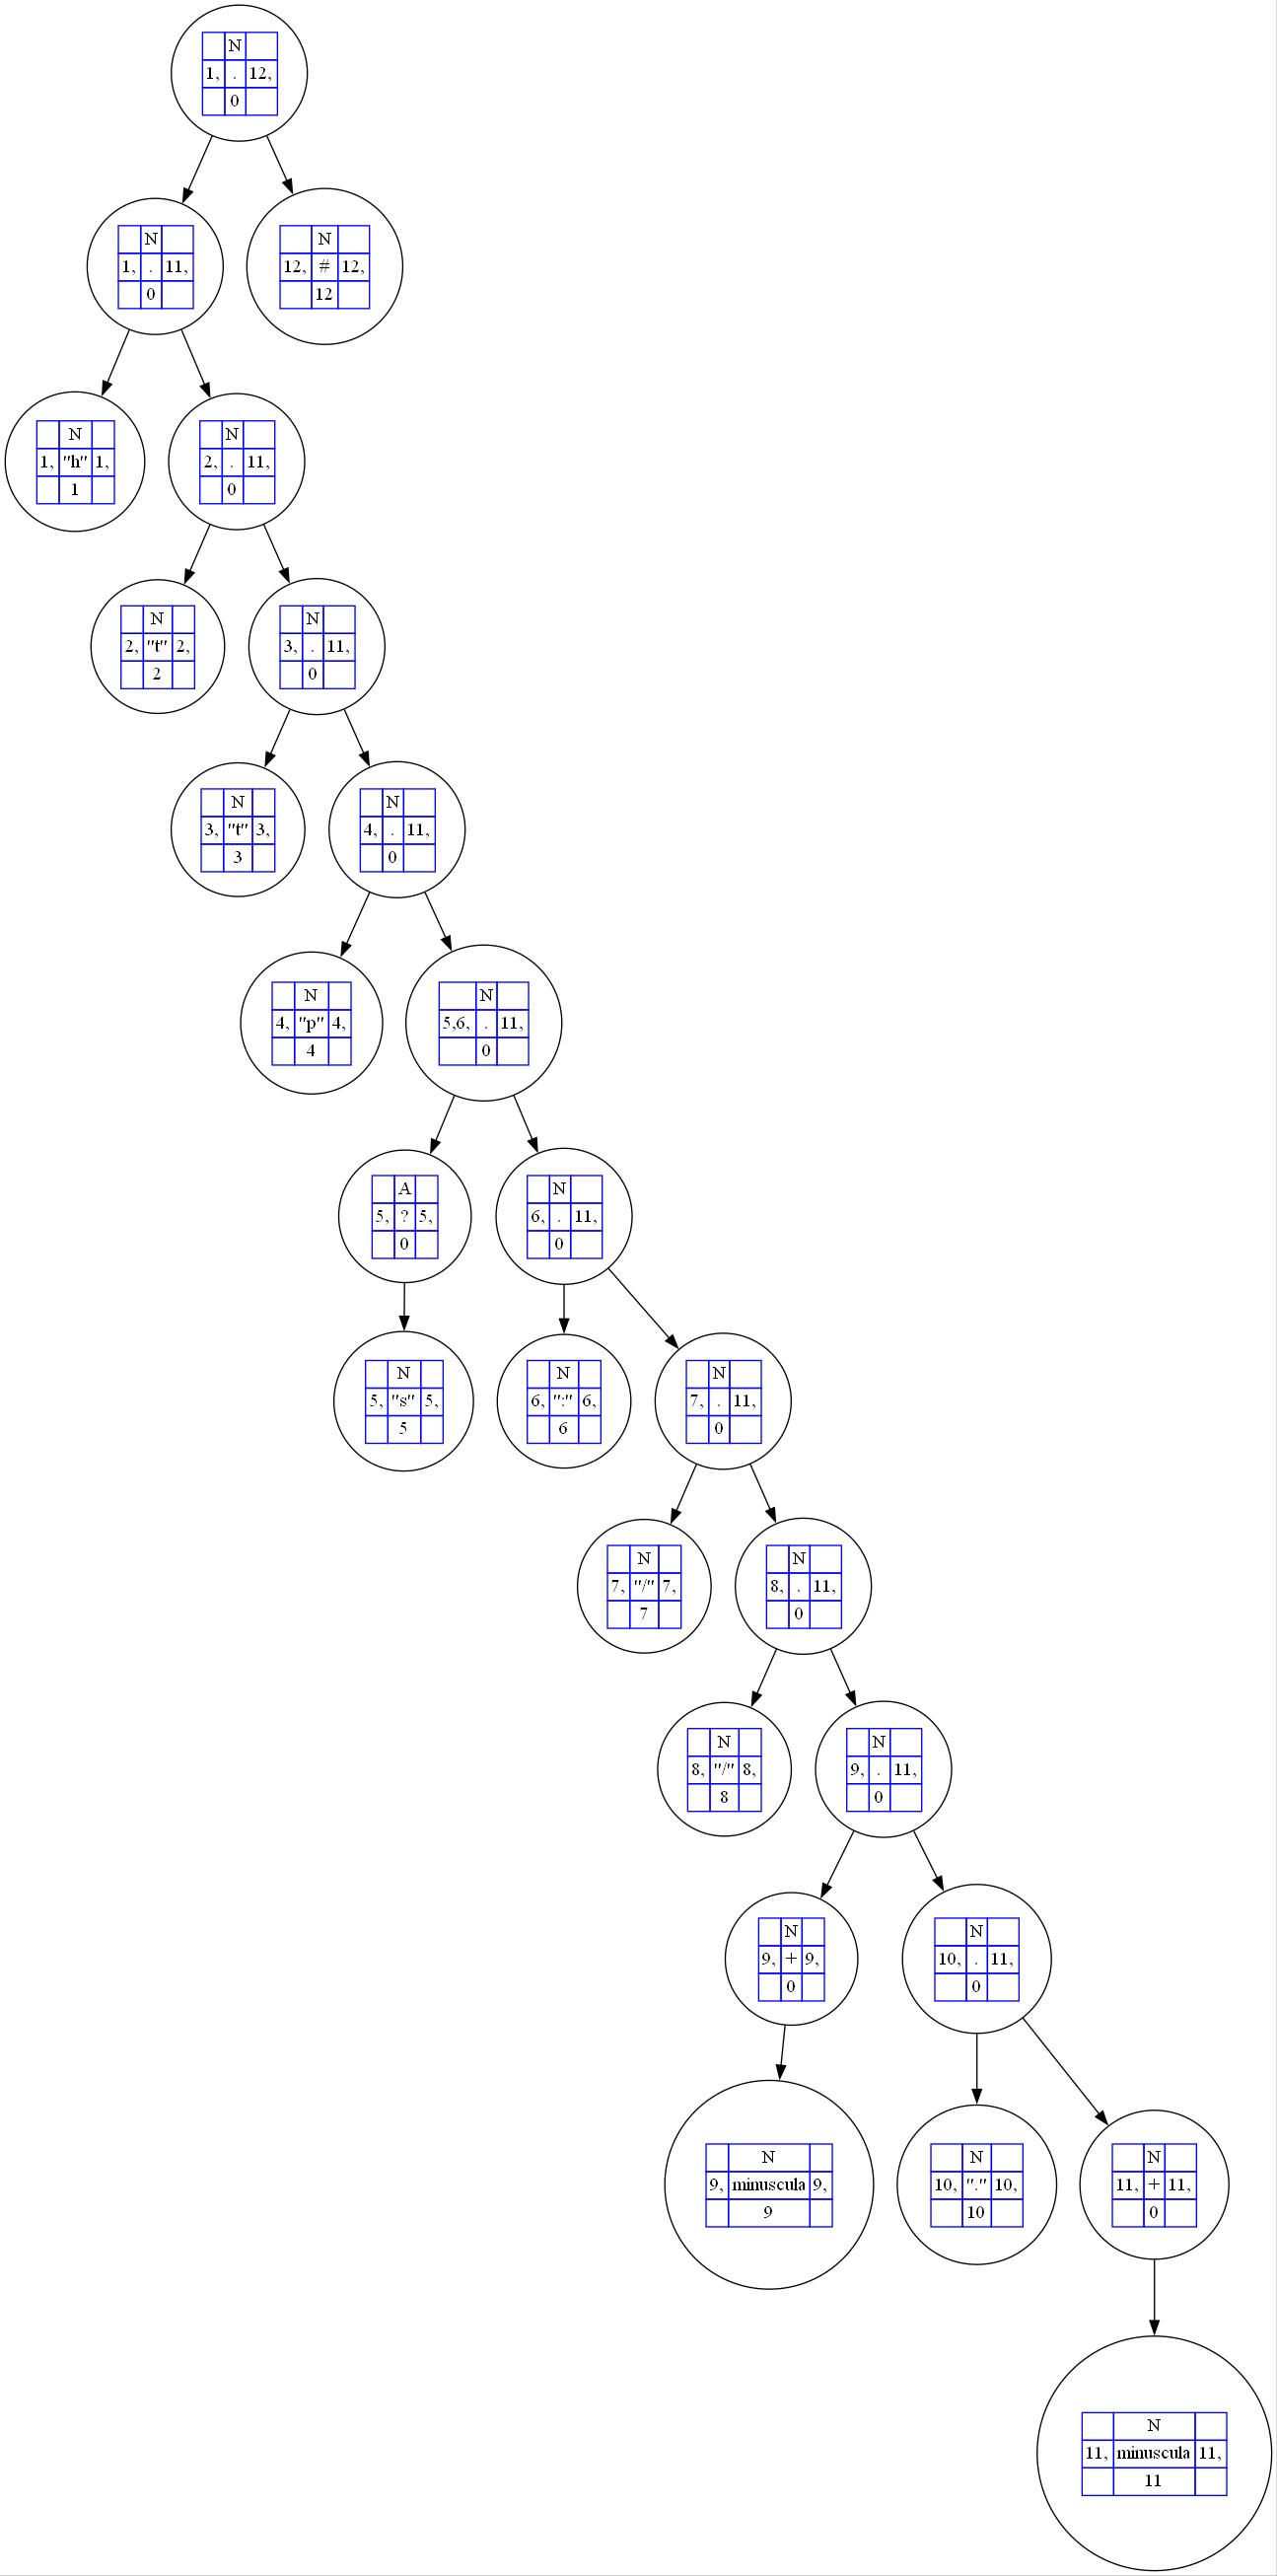 N
1, . 12,
0
N
1, . 11,
0
N
12, # 12,
12
N
1, "h" 1,
1
N
2, . 11,
0
N
2, "t" 2,
2
N
3, . 11,
0
N
3, "t" 3,
3
N
4, . 11,
0
N
4, "p" 4,
4
N
5,6, . 11,
0
A
5, ? 5,
0
N
6, . 11,
0
N
5, "s" 5,
5
N
6, ":" 6,
6
N
7, . 11,
0
N
7, "/" 7,
7
N
8, . 11,
0
N
8, "/" 8,
8
N
9, . 11,
0
N
9, + 9,
0
N
10, . 11,
0
N
9, minuscula 9,
9
N
10, "." 10,
10
N
11, + 11,
0
N
11, minuscula 11,
11